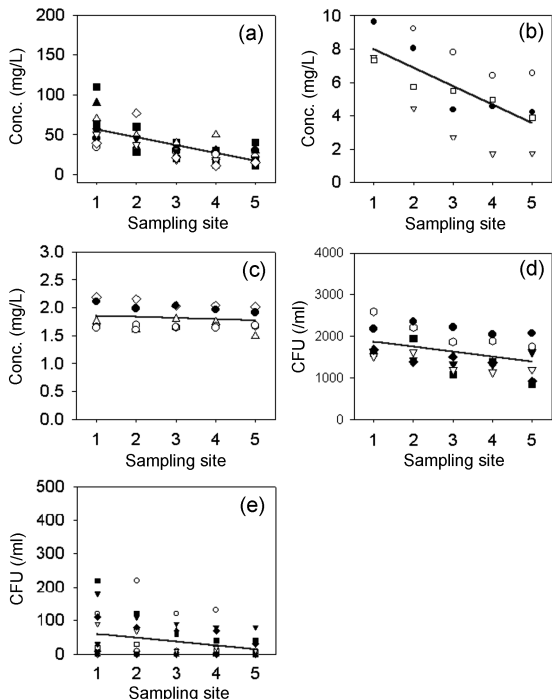 (a)
Conc. (mg/L)
200
150
100
50
0
1 2 3 4 5
Sampling site
(b)
Conc. (mg/L)
10
8
6
4
2
0
1 2 3 4 5
Sampling site
(c)
Conc. (mg/L)
3.0
2.5
2.0
1.5
1.0
0.5
0.0
1 2 3 4 5
Sampling site
(d)
CFU (/ml)
4000
3000
2000
1000
0
1 2 3 4 5
Sampling site
(e)
CFU (/ml)
500
400
300
200
100
0
1 2 3 4 5
Sampling site